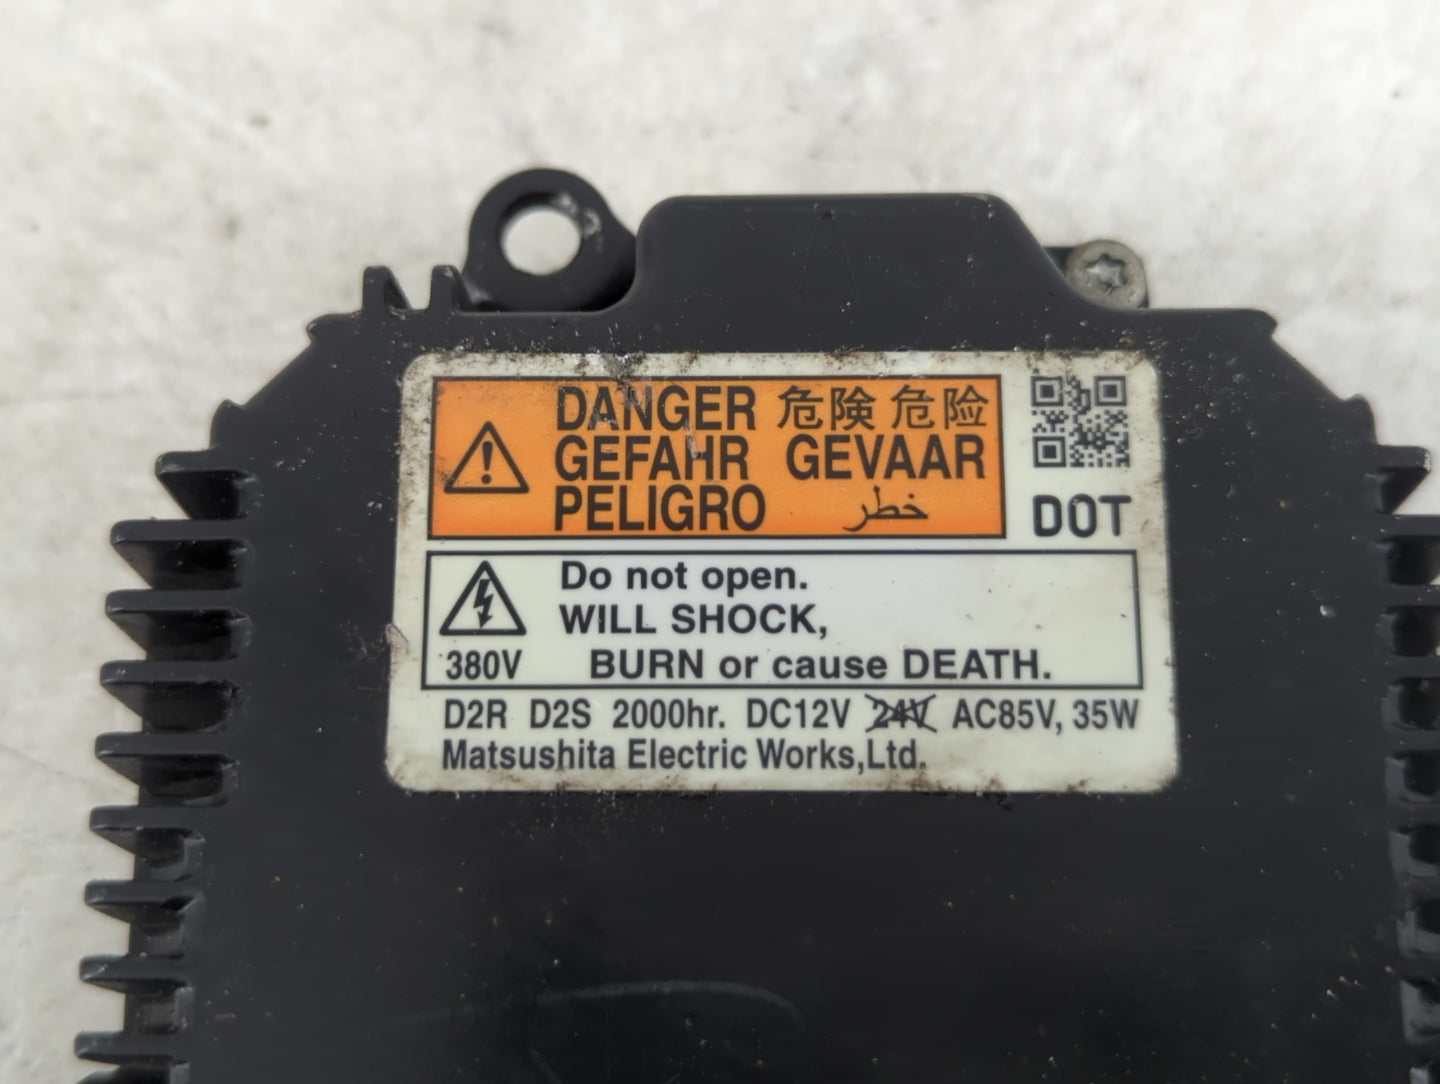 DANGER 危険 危险
GEFAHR GEVAAR
PELIGRO خطر
DOT
Do not open.
WILL SHOCK,
380V BURN or cause DEATH.
D2R D2S 2000hr. DC12V 24V AC85V, 35W
Matsushita Electric Works,Ltd.